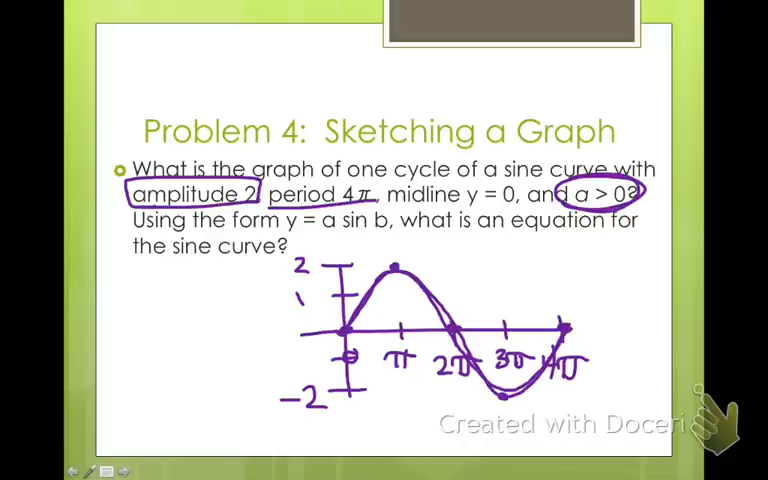 Problem 4: Sketching a Graph
What is the graph of one cycle of a sine curve with
amplitude 2, period 4π, midline y = 0, and a > 0?
Using the form y = a sin b, what is an equation for
the sine curve?
2
1
0 π 2π 3π 4π
-2
Created with Doceri